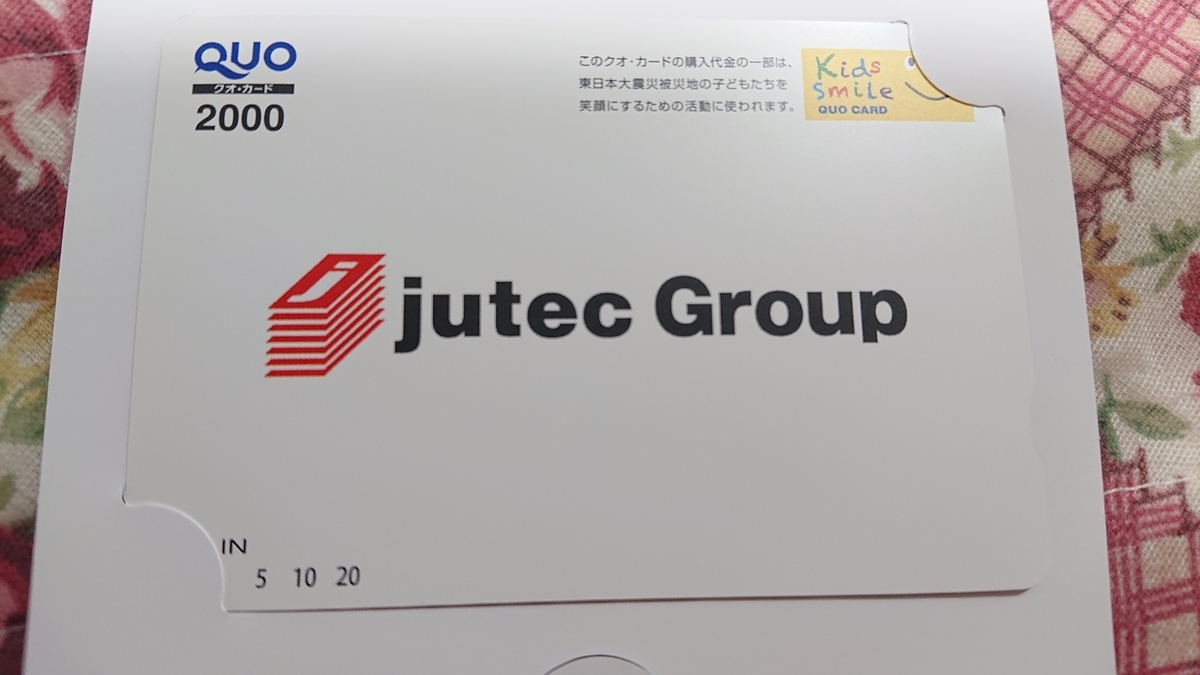 QUO
クオ・カード
2000
このクオ・カードの購入代金の一部は、
東日本大震災被災地の子どもたちを
笑顔にするための活動に使われます。
Kids
Smile
QUO CARD
j
jutec Group
IN
5 10 20